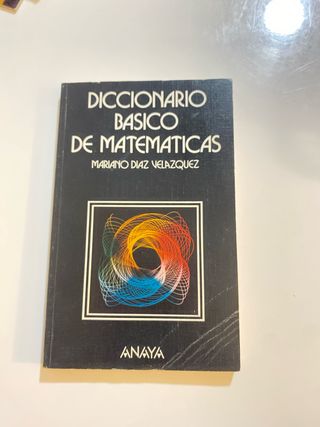 DICCIONARIO
BASICO
DE MATEMATICAS
MARIANO DIAZ VELAZQUEZ
ANAYA